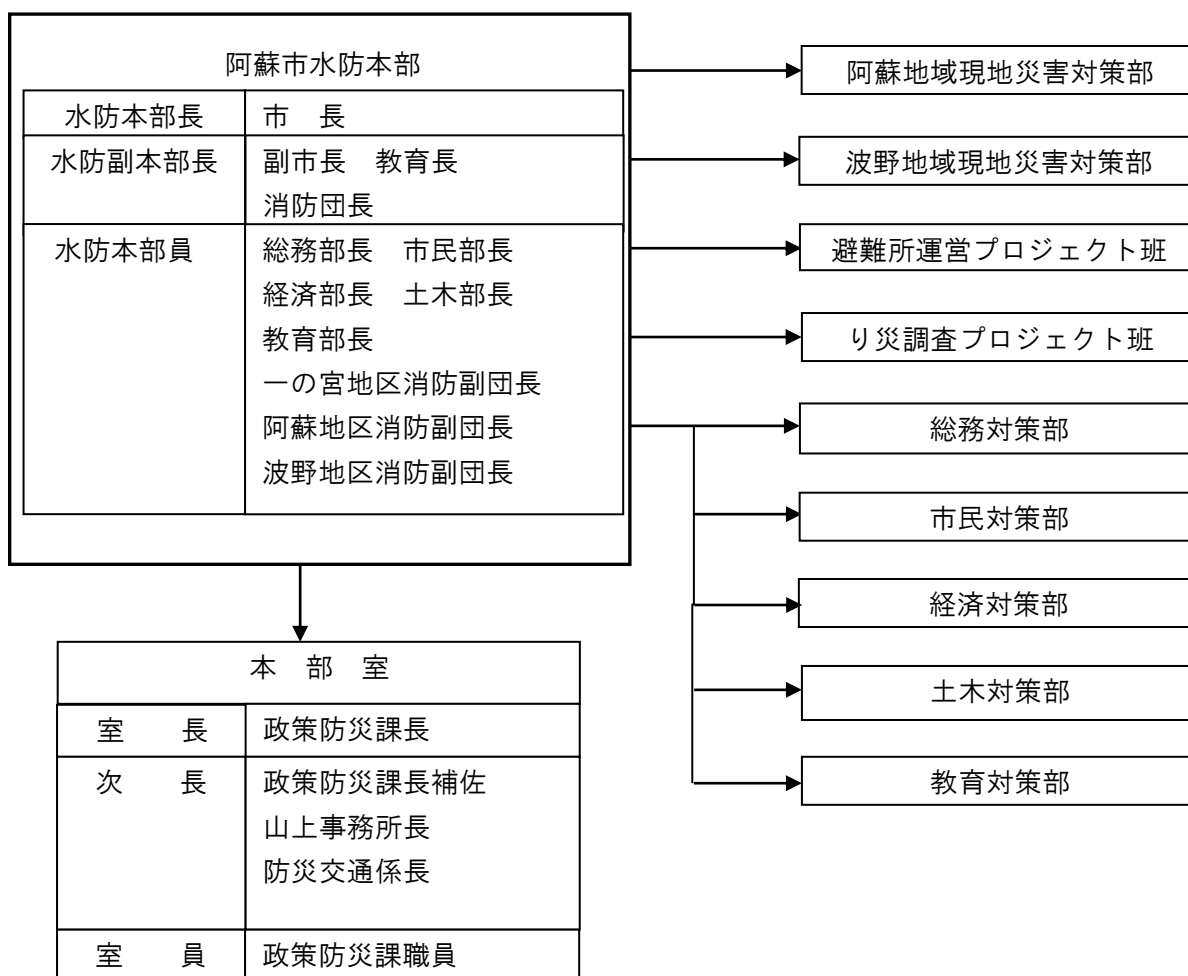 阿蘇市水防本部
水防本部長 市 長
水防副本部長 副市長 教育長
消防団長
水防本部員 総務部長 市民部長
経済部長 土木部長
教育部長
一の宮地区消防副団長
阿蘇地区消防副団長
波野地区消防副団長
阿蘇地域現地災害対策部
波野地域現地災害対策部
避難所運営プロジェクト班
り災調査プロジェクト班
総務対策部
市民対策部
経済対策部
土木対策部
教育対策部
本 部 室
室 長 政策防災課長
次 長 政策防災課長補佐
山上事務所長
防災交通係長
室 員 政策防災課職員